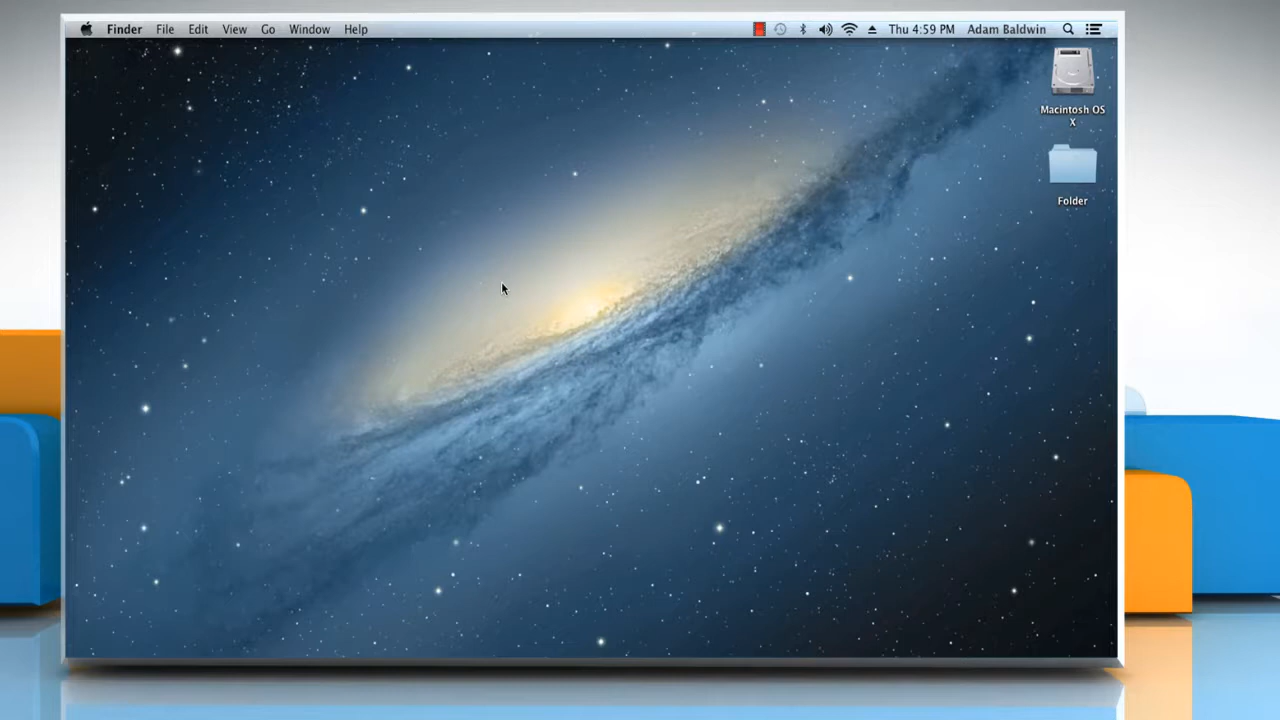 Finder File Edit View Go Window Help Thu 4:59 PM Adam Baldwin
Macintosh OS
X
Folder